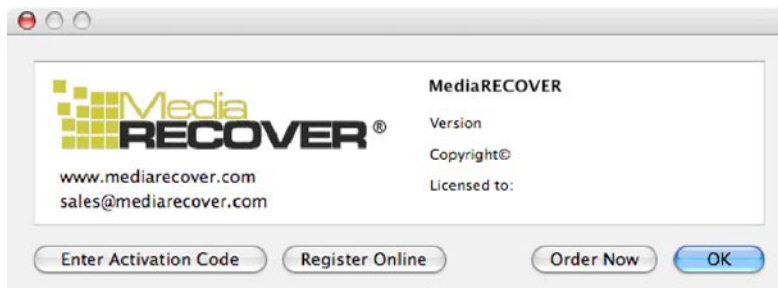 Media
RECOVER®
www.mediarecover.com
sales@mediarecover.com
MediaRECOVER
Version
Copyright©
Licensed to:
Enter Activation Code
Register Online
Order Now
OK